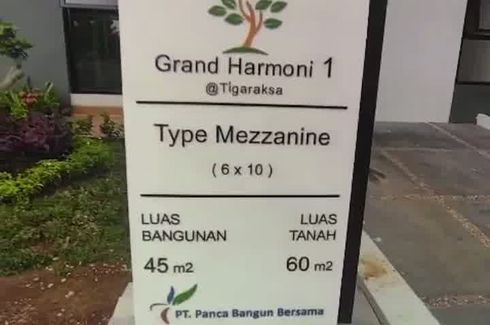 Grand Harmoni 1
@Tigaraksa
Type Mezzanine
( 6 x 10 )
LUAS LUAS
BANGUNAN TANAH
45 m2 60 m2
PT. Panca Bangun Bersama